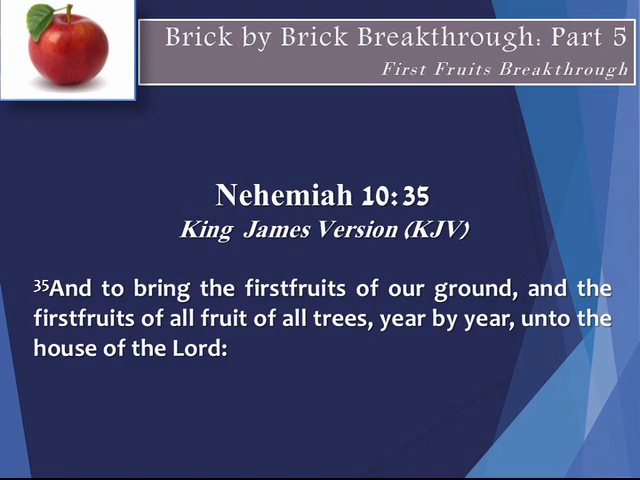 Brick by Brick Breakthrough: Part 5
First Fruits Breakthrough
Nehemiah 10:35
King James Version (KJV)
35And to bring the firstfruits of our ground, and the
firstfruits of all fruit of all trees, year by year, unto the
house of the Lord: